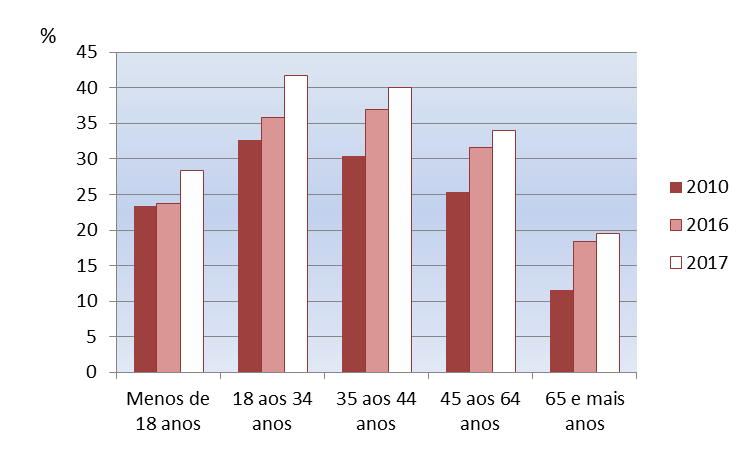 %
45
40
35
30
25
20
15
10
5
0
Menos de
18 anos
18 aos 34
anos
35 aos 44
anos
45 aos 64
anos
65 e mais
anos
2010
2016
2017